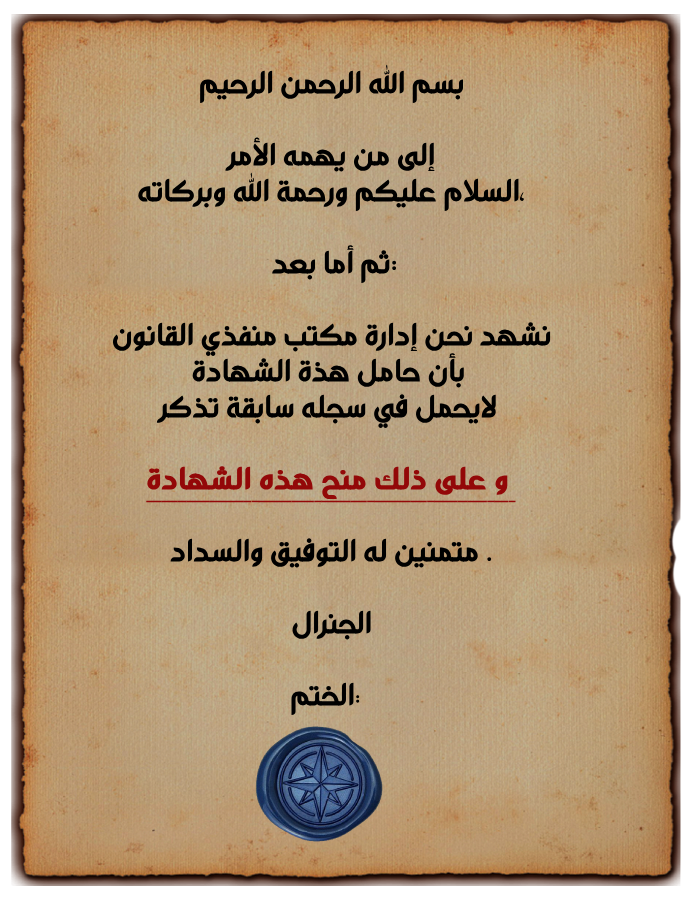 بسم الله الرحمن الرحيم
إلى من يهمه الأمر
السلام عليكم ورحمة الله وبركاته،
ثم أما بعد:
نشهد نحن إدارة مكتب منفذي القانون
بأن حامل هذة الشهادة
لايحمل في سجله سابقة تذكر
و على ذلك منح هذه الشهادة
متمنين له التوفيق والسداد .
الجنرال
الختم: